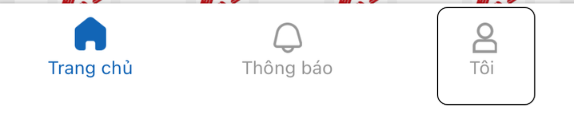 Trang chủ
Thông báo
Tôi